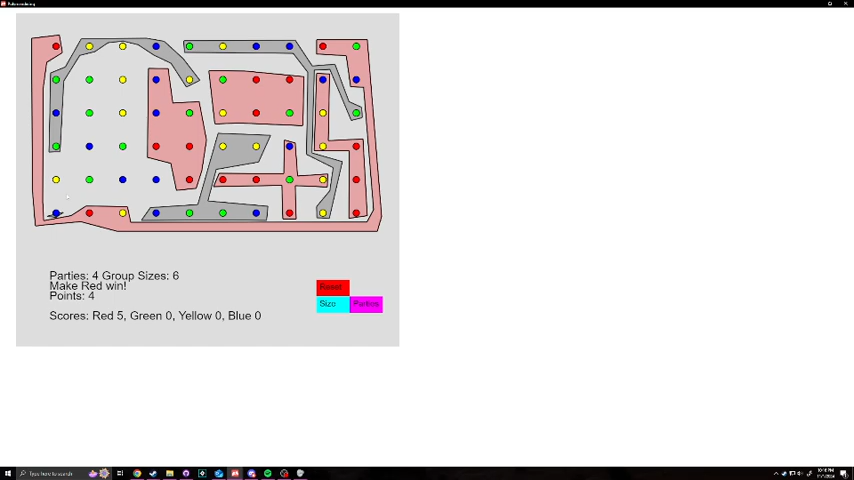 Parties: 4 Group Sizes: 6
Make Red win!
Points: 4
Reset
Size
Parties
Scores: Red 5, Green 0, Yellow 0, Blue 0
Type here to search